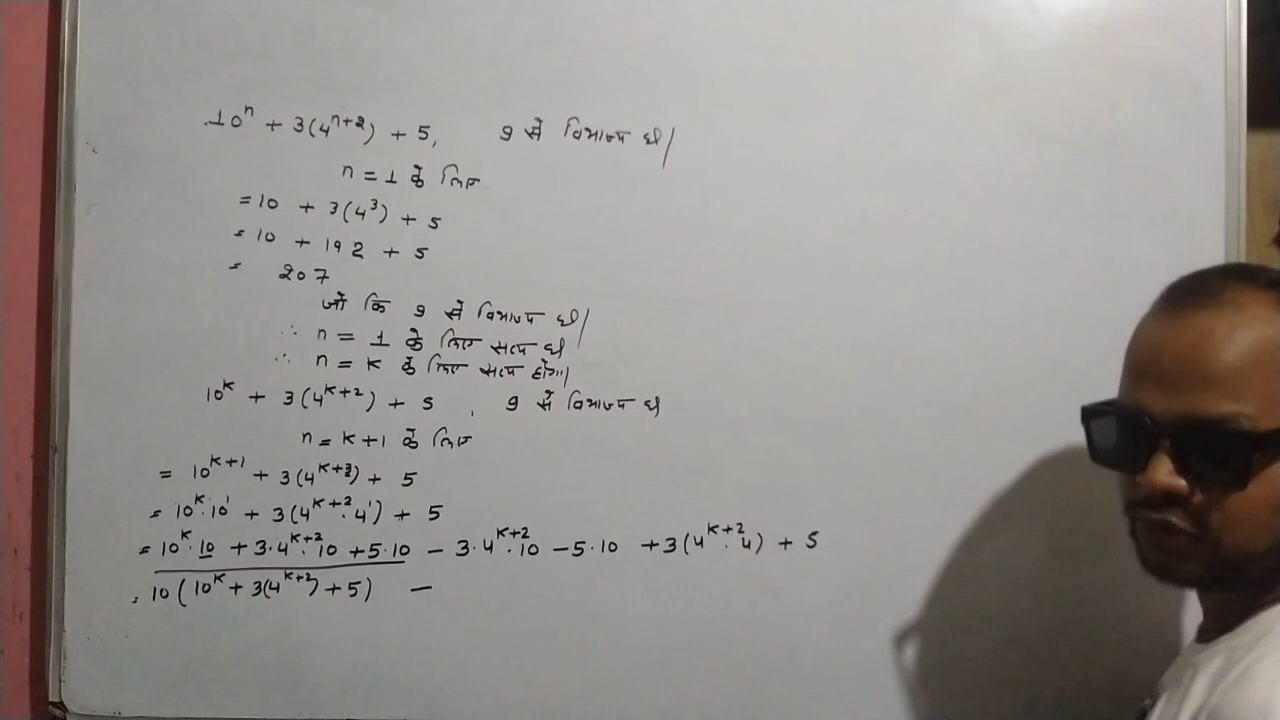 10ⁿ + 3(4ⁿ⁺²) + 5, 9 से विभाज्य है।
n = 1 के लिए
= 10 + 3(4³) + 5
= 10 + 192 + 5
= 207
जो कि 9 से विभाज्य है।
∴ n = 1 के लिए सत्य है
∴ n = K के लिए सत्य होगा।
10ᴷ + 3(4ᴷ⁺²) + 5, 9 से विभाज्य है
n = K+1 के लिए
= 10ᴷ⁺¹ + 3(4ᴷ⁺³) + 5
= 10ᴷ·10¹ + 3(4ᴷ⁺²·4¹) + 5
= 10ᴷ·10 + 3·4ᴷ⁺²·10 + 5·10 − 3·4ᴷ⁺²·10 − 5·10 + 3(4ᴷ⁺²·4) + 5
= 10(10ᴷ + 3(4ᴷ⁺²) + 5) −